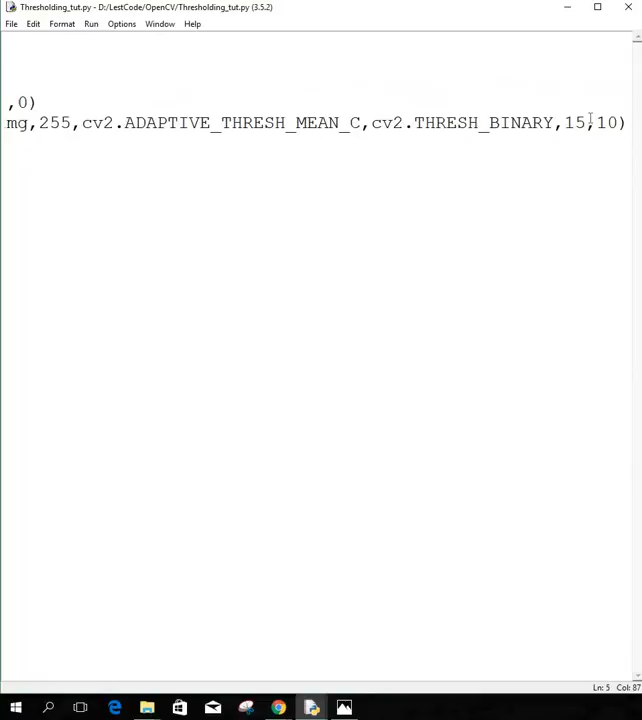 Thresholding_tut.py - D:/LestCode/OpenCV/Thresholding_tut.py (3.5.2)
File Edit Format Run Options Window Help
,0)
mg,255,cv2.ADAPTIVE_THRESH_MEAN_C,cv2.THRESH_BINARY,15,10)
Ln: 5 Col: 87